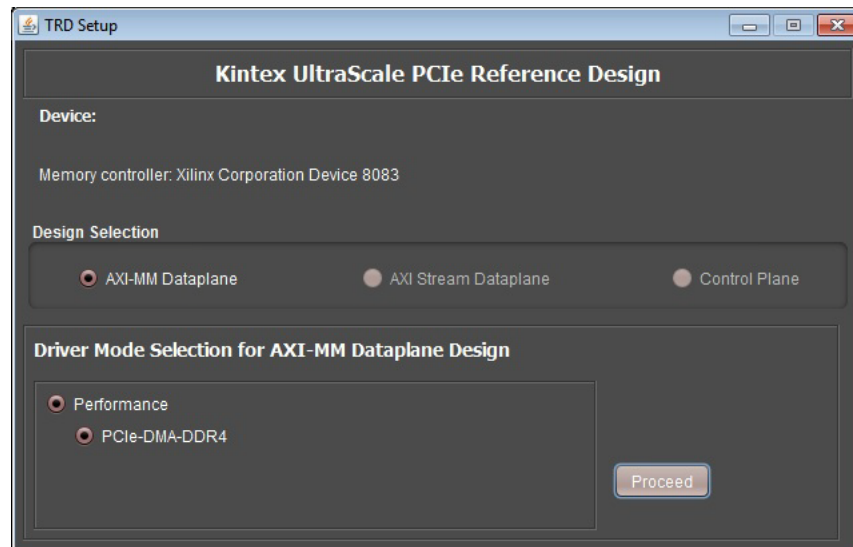 TRD Setup
Kintex UltraScale PCIe Reference Design
Device:
Memory controller: Xilinx Corporation Device 8083
Design Selection
AXI-MM Dataplane AXI Stream Dataplane Control Plane
Driver Mode Selection for AXI-MM Dataplane Design
Performance
PCIe-DMA-DDR4
Proceed